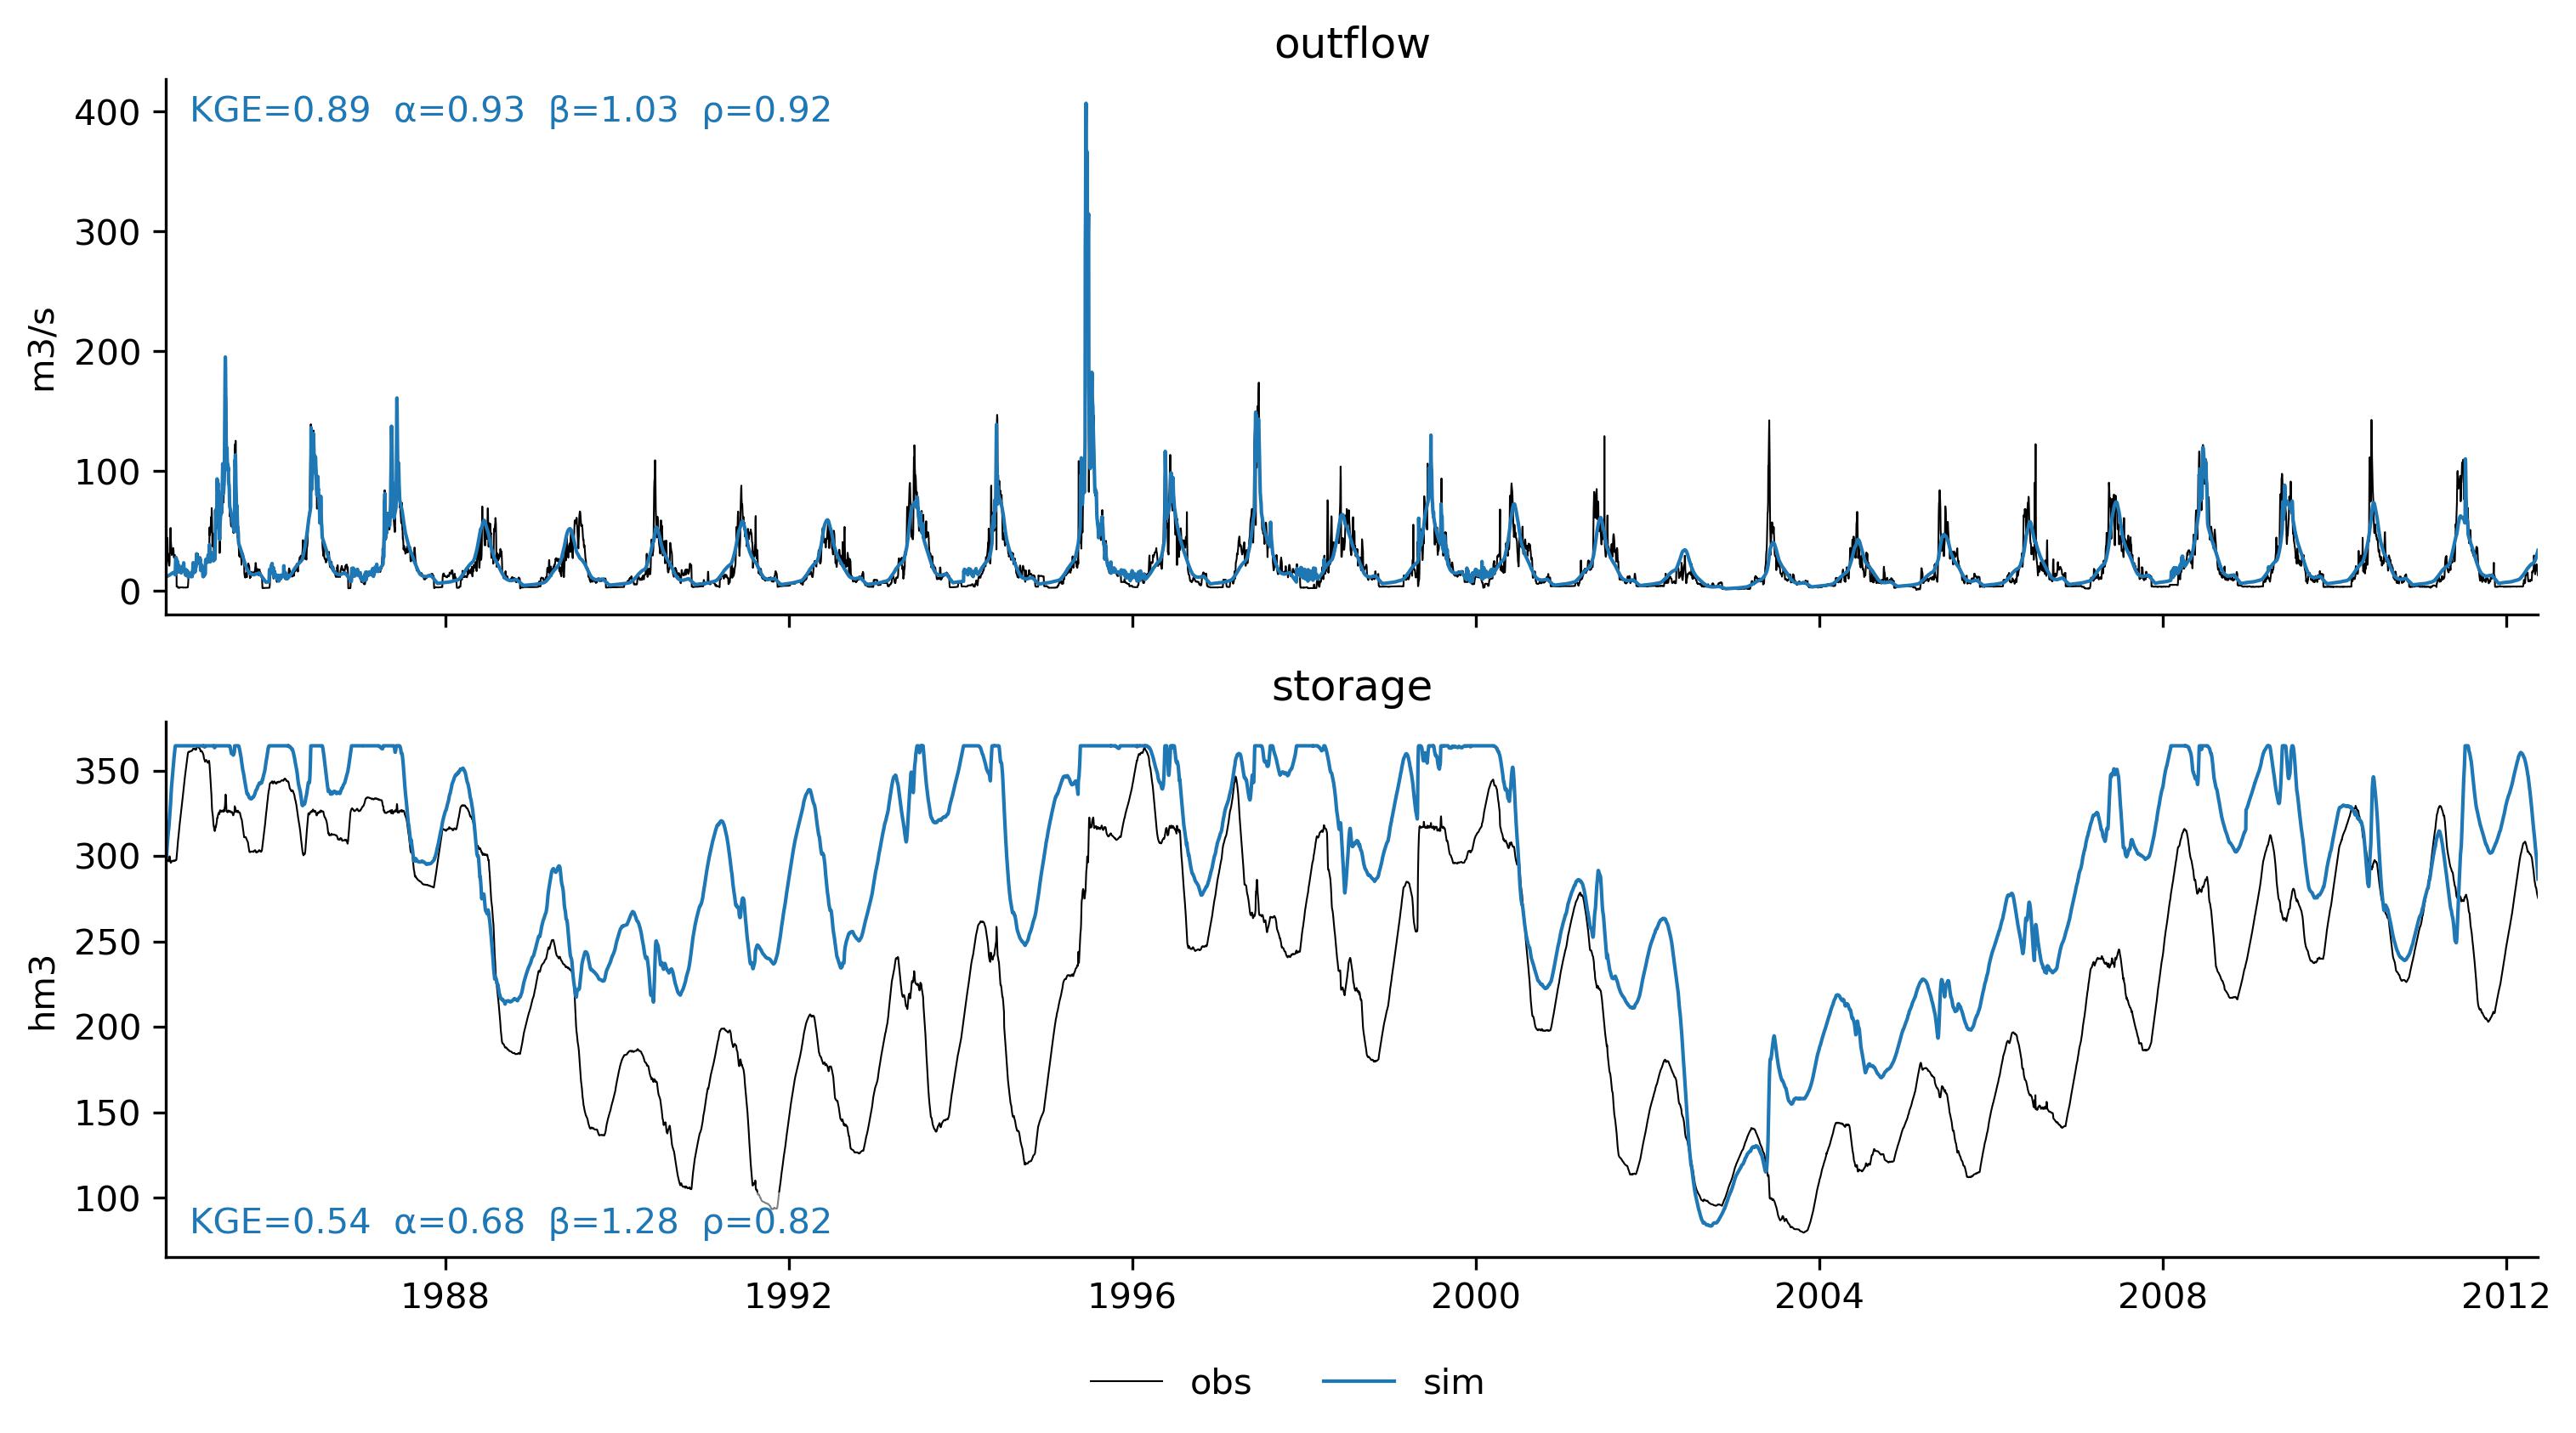 outflow
KGE=0.89 α=0.93 β=1.03 ρ=0.92
400
300
200
100
0
m3/s
storage
350
300
250
200
150
100
hm3
KGE=0.54 α=0.68 β=1.28 ρ=0.82
1988 1992 1996 2000 2004 2008 2012
obs sim